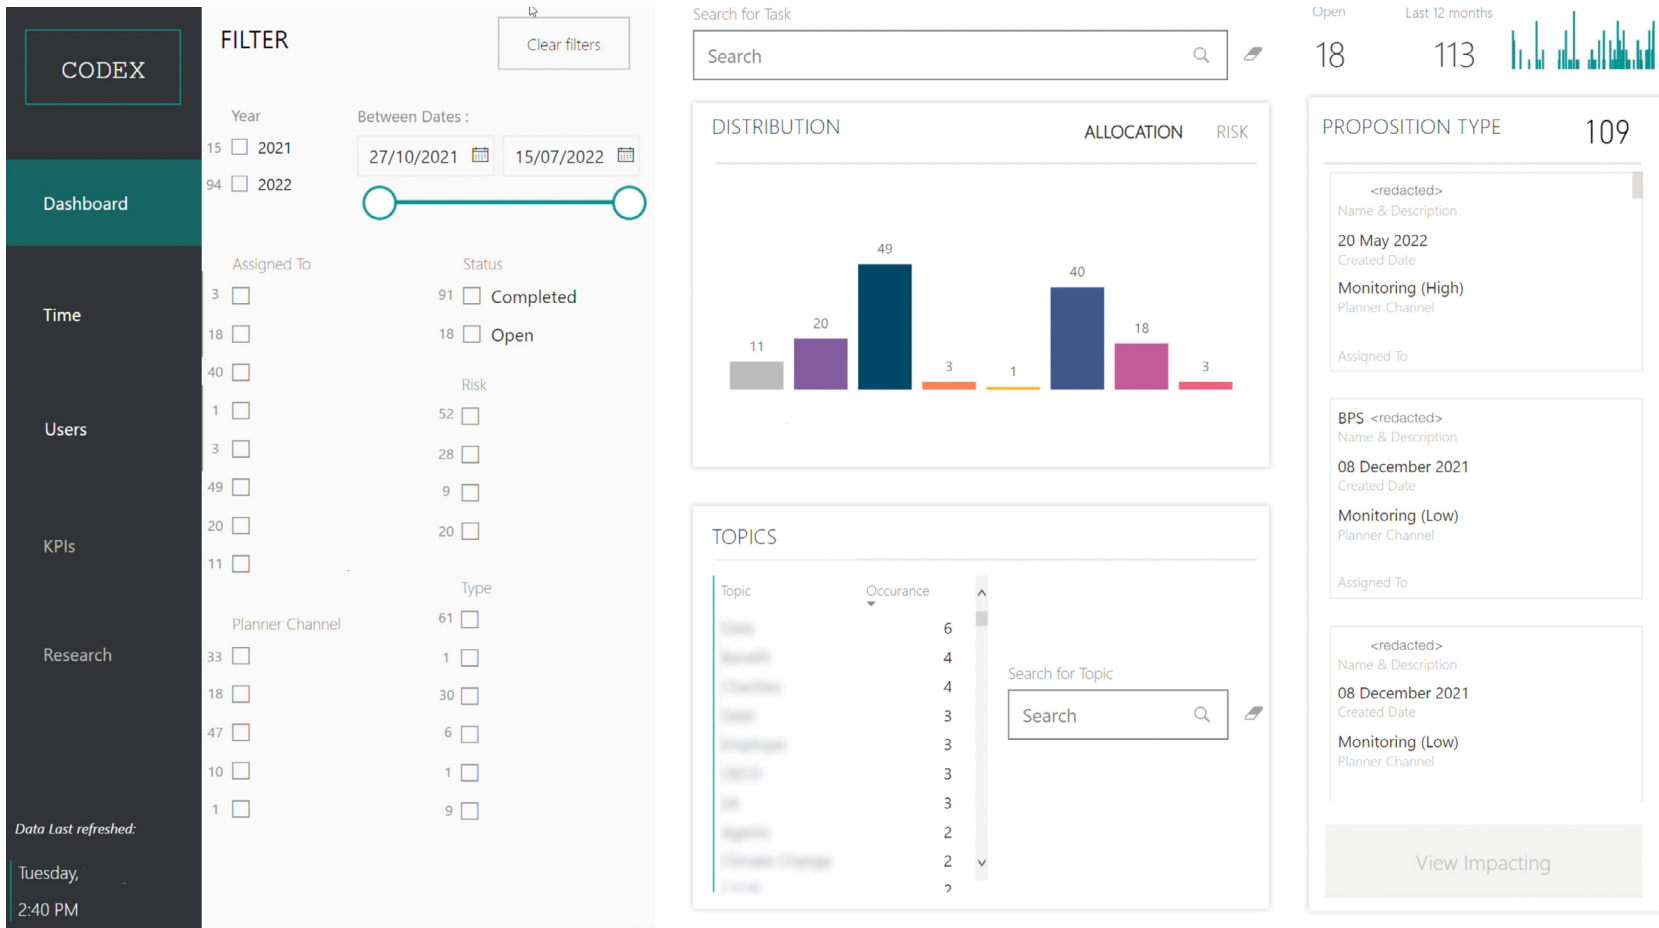 CODEX
Dashboard
Time
Users
KPIs
Research
Data Last refreshed:
Tuesday,
2:40 PM
FILTER
Clear filters
Year
15 2021
94 2022
Between Dates :
27/10/2021 15/07/2022
Assigned To
3
18
40
1
3
49
20
11
Planner Channel
33
18
47
10
1
Status
91 Completed
18 Open
Risk
52
28
9
20
Type
61
1
30
6
1
9
Search for Task
Search
DISTRIBUTION
ALLOCATION RISK
11
20
49
3
1
40
18
3
TOPICS
Topic Occurance
6
4
4
3
3
3
3
2
2
2
Search for Topic
Search
Open Last 12 months
18 113
PROPOSITION TYPE 109
<redacted>
Name & Description
20 May 2022
Created Date
Monitoring (High)
Planner Channel
Assigned To
BPS <redacted>
Name & Description
08 December 2021
Created Date
Monitoring (Low)
Planner Channel
Assigned To
<redacted>
Name & Description
08 December 2021
Created Date
Monitoring (Low)
Planner Channel
View Impacting